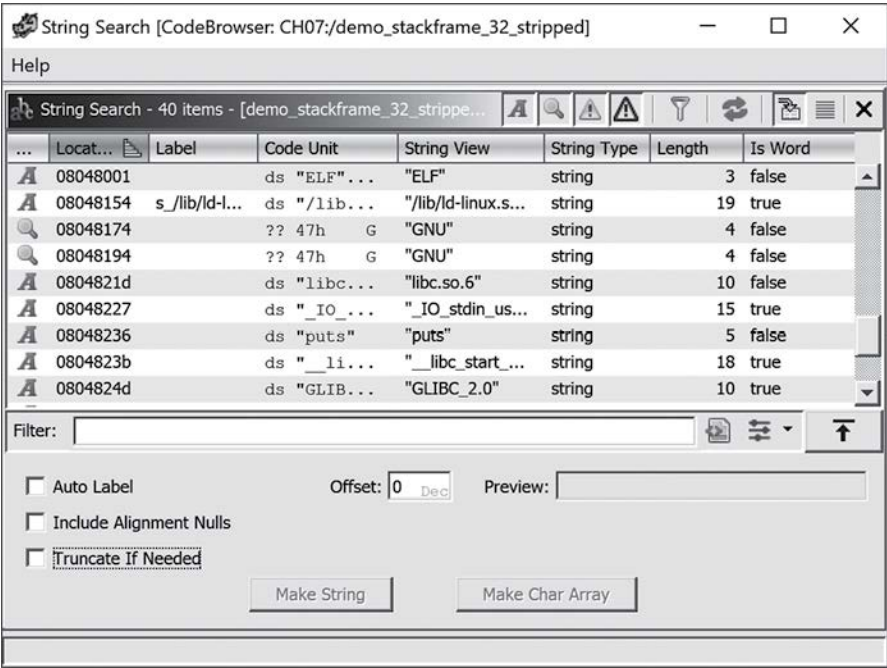 String Search [CodeBrowser: CH07:/demo_stackframe_32_stripped]
Help
String Search - 40 items - [demo_stackframe_32_strippe...
... Locat... Label Code Unit String View String Type Length Is Word
A 08048001 ds "ELF"... "ELF" string 3 false
A 08048154 s_/lib/ld-l... ds "/lib... "/lib/ld-linux.s... string 19 true
08048174 ?? 47h G "GNU" string 4 false
08048194 ?? 47h G "GNU" string 4 false
A 0804821d ds "libc... "libc.so.6" string 10 false
A 08048227 ds "_IO_... "_IO_stdin_us... string 15 true
A 08048236 ds "puts" "puts" string 5 false
A 0804823b ds "__li... "__libc_start_... string 18 true
A 0804824d ds "GLIB... "GLIBC_2.0" string 10 true
Filter:
Auto Label Offset: 0 Dec Preview:
Include Alignment Nulls
Truncate If Needed
Make String Make Char Array